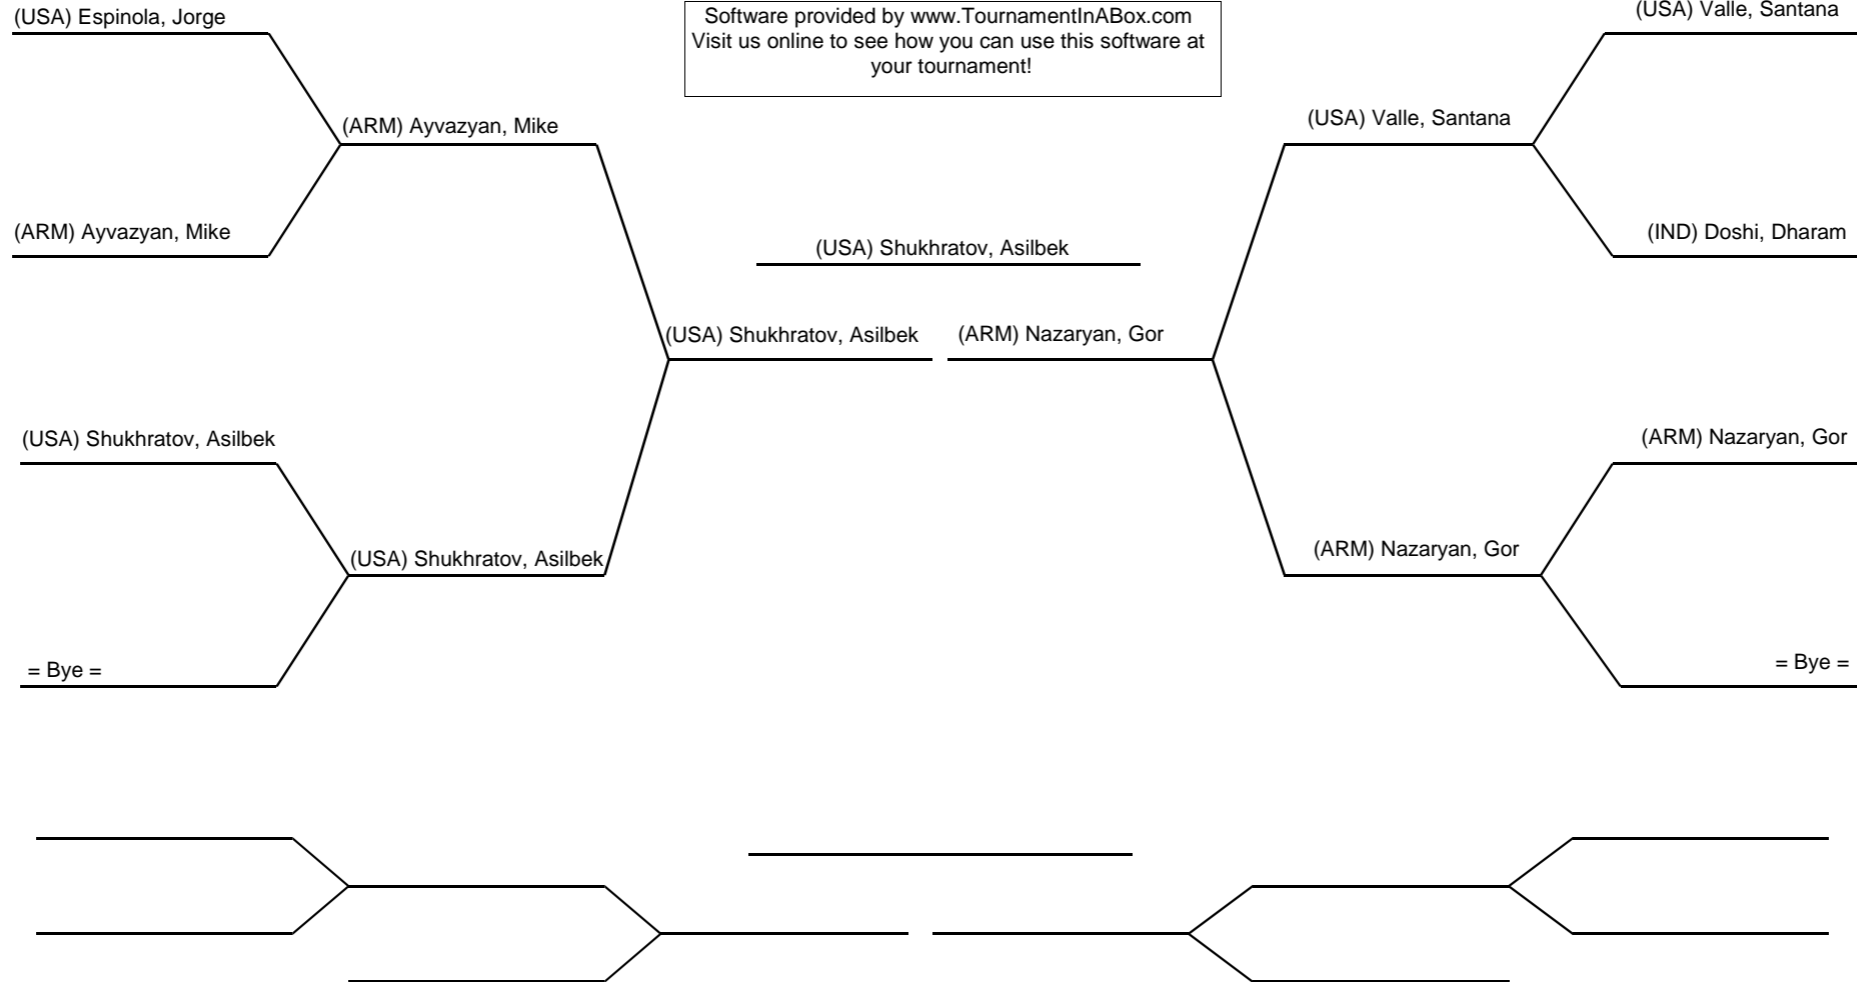 (USA) Espinola, Jorge
Software provided by www.TournamentInABox.com
Visit us online to see how you can use this software at
your tournament!
(USA) Valle, Santana
(ARM) Ayvazyan, Mike
(USA) Valle, Santana
(ARM) Ayvazyan, Mike
(USA) Shukhratov, Asilbek
(IND) Doshi, Dharam
(USA) Shukhratov, Asilbek
(ARM) Nazaryan, Gor
(USA) Shukhratov, Asilbek
(ARM) Nazaryan, Gor
(USA) Shukhratov, Asilbek
(ARM) Nazaryan, Gor
= Bye =
= Bye =